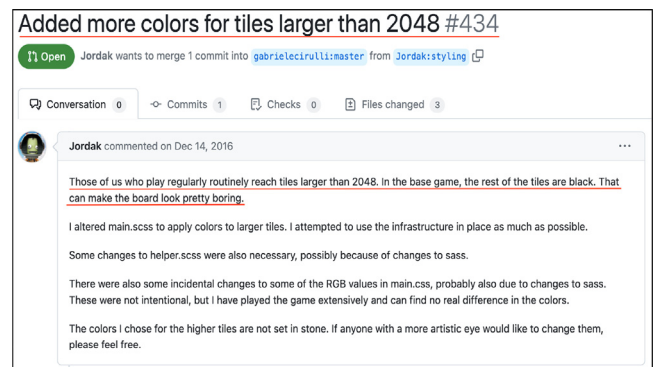 Added more colors for tiles larger than 2048 #434
Open Jordak wants to merge 1 commit into gabrielecirulli:master from Jordak:styling
Conversation 0 Commits 1 Checks 0 Files changed 3
Jordak commented on Dec 14, 2016
Those of us who play regularly routinely reach tiles larger than 2048. In the base game, the rest of the tiles are black. That
can make the board look pretty boring.
I altered main.scss to apply colors to larger tiles. I attempted to use the infrastructure in place as much as possible.
Some changes to helper.scss were also necessary, possibly because of changes to sass.
There were also some incidental changes to some of the RGB values in main.css, probably also due to changes to sass.
These were not intentional, but I have played the game extensively and can find no real difference in the colors.
The colors I chose for the higher tiles are not set in stone. If anyone with a more artistic eye would like to change them,
please feel free.